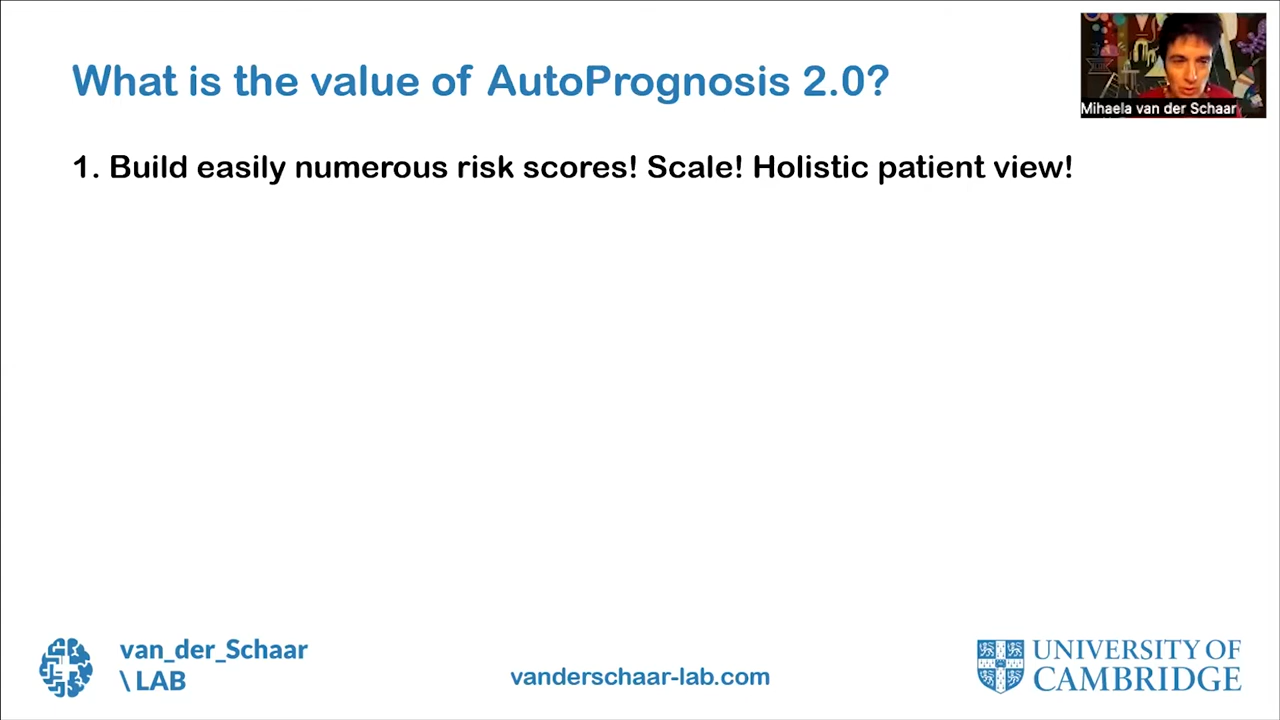 What is the value of AutoPrognosis 2.0?
Mihaela van der Schaar
1. Build easily numerous risk scores! Scale! Holistic patient view!
van_der_Schaar
\ LAB
vanderschaar-lab.com
UNIVERSITY OF
CAMBRIDGE